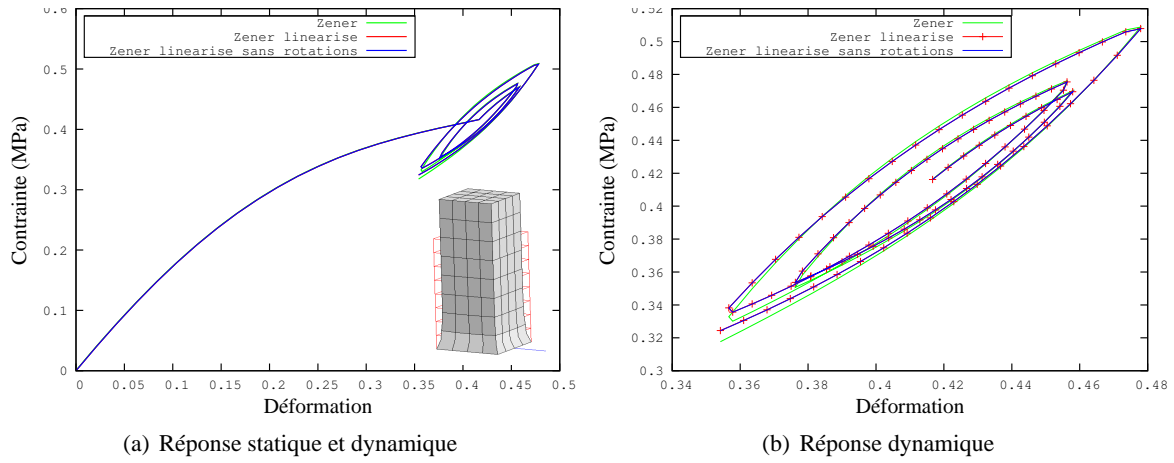 0.6
Zener
Zener linearise
Zener linearise sans rotations
0.5
0.4
0.3
0.2
0.1
0
Contrainte (MPa)
0 0.05 0.1 0.15 0.2 0.25 0.3 0.35 0.4 0.45 0.5
Déformation
(a) Réponse statique et dynamique
Zener
Zener linearise
Zener linearise sans rotations
0.52
0.5
0.48
0.46
0.44
0.42
0.4
0.38
0.36
0.34
0.32
0.3
Contrainte (MPa)
0.34 0.36 0.38 0.4 0.42 0.44 0.46 0.48
Déformation
(b) Réponse dynamique